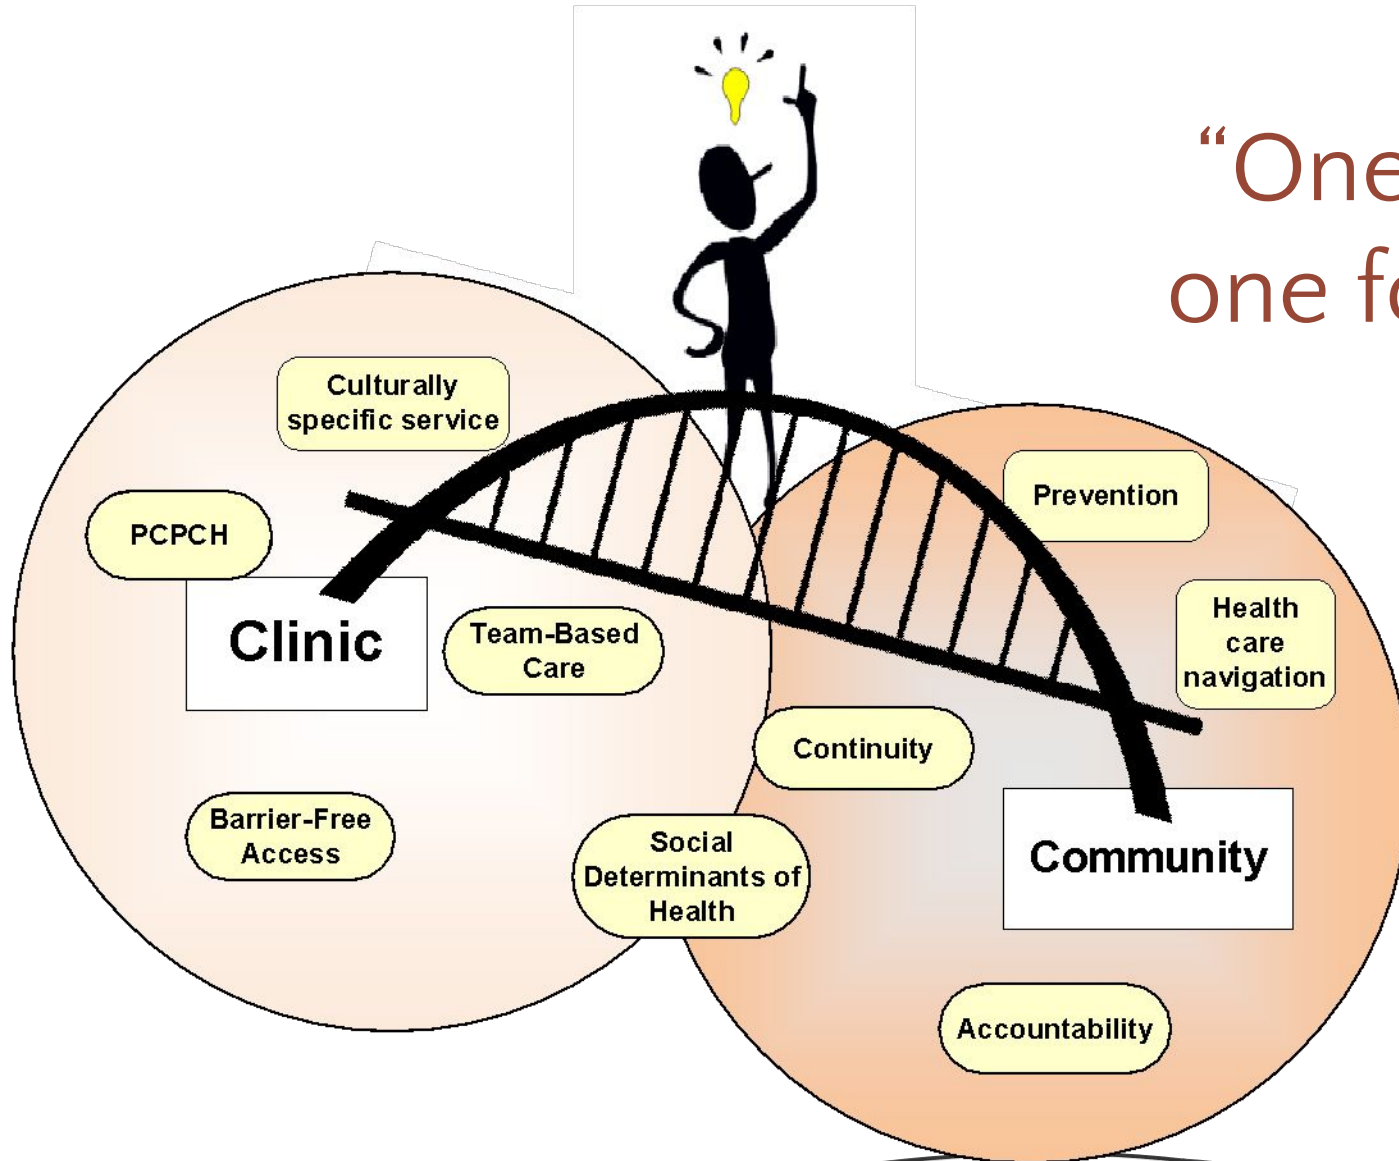 “One
one fo
Culturally
specific service
PCPCH
Prevention
Clinic
Team-Based
Care
Health
care
navigation
Continuity
Barrier-Free
Access
Social
Determinants of
Health
Community
Accountability